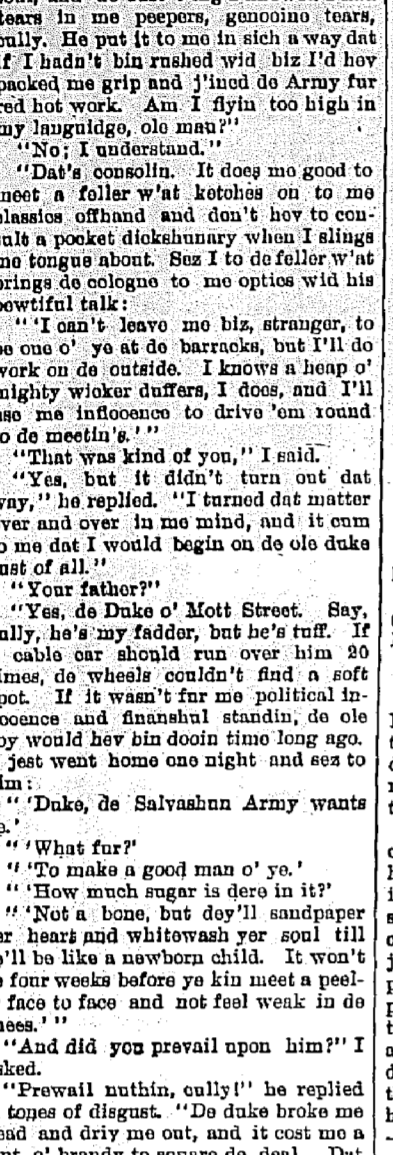 tears in me peepers, genooino tears,
cully. He put it to me in sich a way dat
if I hadn't bin rushed wid biz I'd hev
packed me grip and j'ined de Army fur
red hot work. Am I flyin too high in
my languidge, ole man?"
"No; I understand."
"Dat's consolin. It does me good to
meet a feller w'at ketches on to me
classics offhand and don't hev to con-
sult a pocket dickshunary when I slings
me tongue about. Sez I to de feller w'at
brings de cologne to me optics wid his
bewtiful talk:
"'I can't leave me biz, stranger, to
be one o' ye at de barracks, but I'll do
work on de outside. I knows a heap o'
mighty wicker duffers, I does, and I'll
use me inflooence to drive 'em round
to de meetin's.'"
"That was kind of you," I said.
"Yes, but it didn't turn out dat
way," he replied. "I turned dat matter
over and over in me mind, and it cum
to me dat I would begin on de ole duke
fust of all."
"Your father?"
"Yes, de Duke o' Mott Street. Say,
cully, he's my fadder, but he's tuff. If
a cable car should run over him 20
times, de wheels couldn't find a soft
spot. If it wasn't fur me political in-
flooence and finanshul standin, de ole
boy would hev bin dooin time long ago.
I jest went home one night and sez to
him:
"'Duke, de Salvashun Army wants
ye.'
"'What fur?'
"'To make a good man o' ye.'
"'How much sugar is dere in it?'
"'Not a bone, but dey'll sandpaper
yer heart and whitewash yer soul till
ye'll be like a newborn child. It won't
be four weeks before ye kin meet a peel-
er face to face and not feel weak in de
knees.'"
"And did you prevail upon him?" I
asked.
"Prewail nuthin, cully!" he replied
in tones of disgust. "De duke broke me
head and driv me out, and it cost me a
o' brandy to square de deal. But